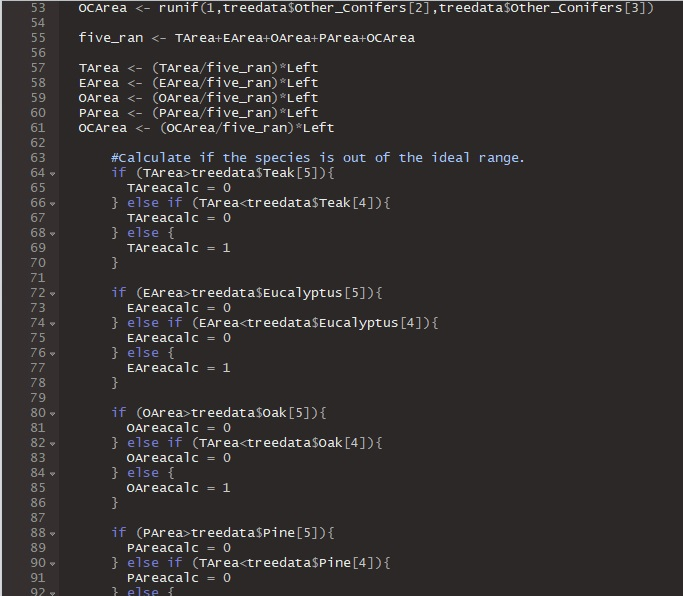 53 OCArea <- runif(1,treedata$Other_Conifers[2],treedata$Other_Conifers[3])
54
55 five_ran <- TArea+EArea+OArea+PArea+OCArea
56
57 TArea <- (TArea/five_ran)*Left
58 EArea <- (EArea/five_ran)*Left
59 OArea <- (OArea/five_ran)*Left
60 PArea <- (PArea/five_ran)*Left
61 OCArea <- (OCArea/five_ran)*Left
62
63 #Calculate if the species is out of the ideal range.
64 if (TArea>treedata$Teak[5]){
65 TAreacalc = 0
66 } else if (TArea<treedata$Teak[4]){
67 TAreacalc = 0
68 } else {
69 TAreacalc = 1
70 }
71
72 if (EArea>treedata$Eucalyptus[5]){
73 EAreacalc = 0
74 } else if (EArea<treedata$Eucalyptus[4]){
75 EAreacalc = 0
76 } else {
77 EAreacalc = 1
78 }
79
80 if (OArea>treedata$Oak[5]){
81 OAreacalc = 0
82 } else if (TArea<treedata$Oak[4]){
83 OAreacalc = 0
84 } else {
85 OAreacalc = 1
86 }
87
88 if (PArea>treedata$Pine[5]){
89 PAreacalc = 0
90 } else if (TArea<treedata$Pine[4]){
91 PAreacalc = 0
92 } else {